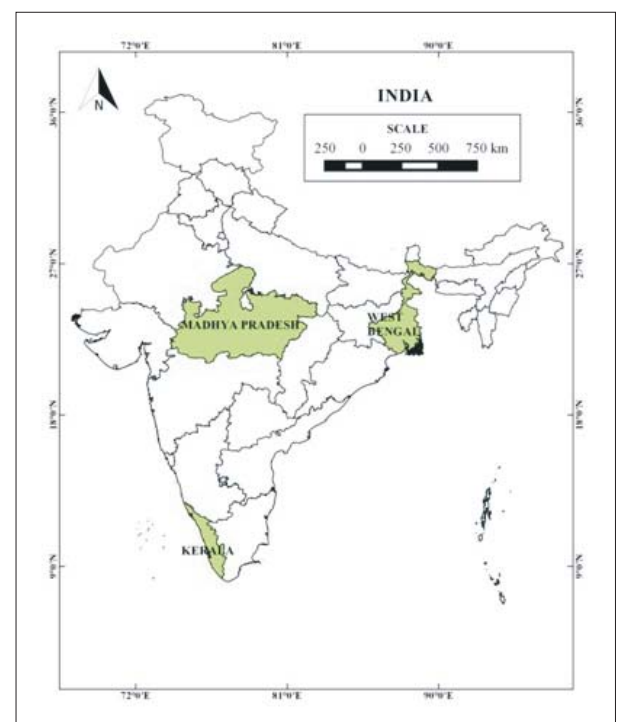 72°0'E 81°0'E 90°0'E
N
INDIA
SCALE
250 0 250 500 750 km
36°0'N 36°0'N
27°0'N 27°0'N
MADHYA PRADESH
WEST
BENGAL
18°0'N 18°0'N
KERALA
9°0'N 9°0'N
72°0'E 81°0'E 90°0'E